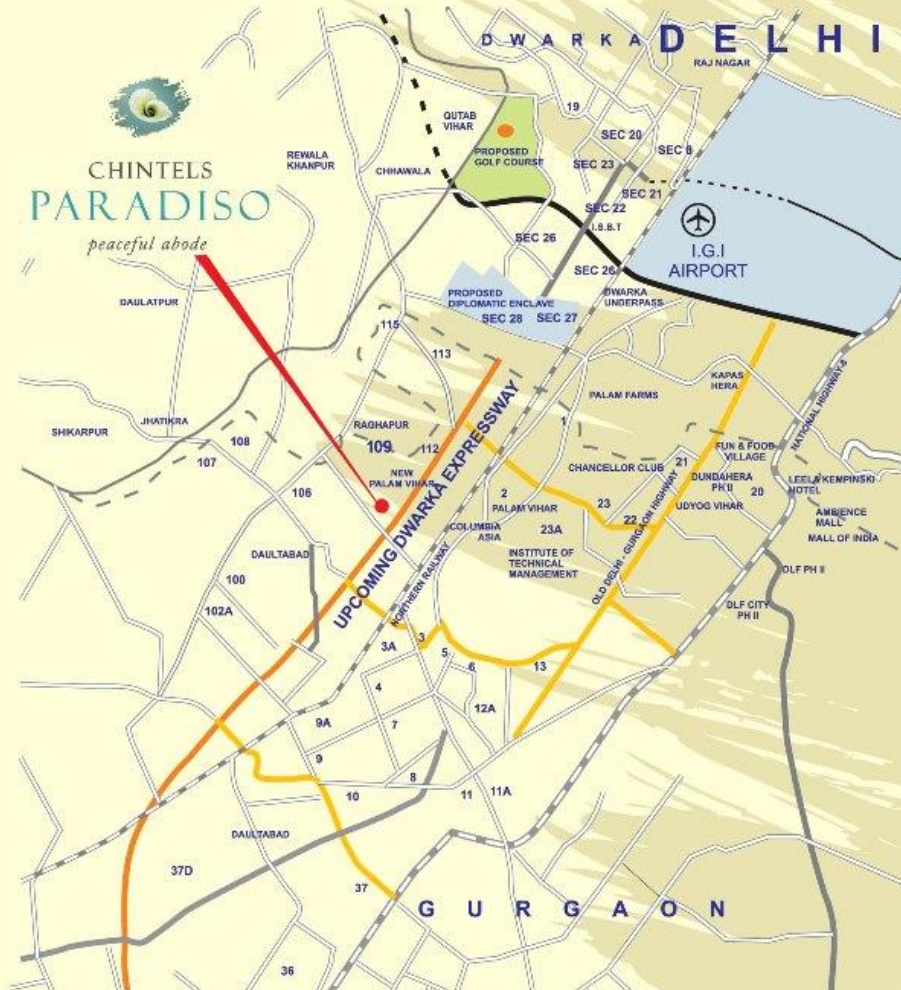 DWARKA DELHI
RAJ NAGAR
19
QUTAB
VIHAR
SEC 20
SEC 8
PROPOSED
GOLF COURSE
SEC 23
REWALA
KHANPUR
CHHAWALA
CHINTELS
PARADISO
peaceful abode
SEC 21
SEC 22
I.S.B.T
SEC 26
I.G.I
AIRPORT
SEC 26
DWARKA
UNDERPASS
PROPOSED
DIPLOMATIC ENCLAVE
SEC 28 SEC 27
DAULATPUR
115
113
KAPAS
HERA
PALAM FARMS
NATIONAL HIGHWAY-8
JHATIKRA
SHIKARPUR
108
107
RAGHAPUR
109
112
1
FUN & FOOD
VILLAGE
CHANCELLOR CLUB
21
NEW
PALAM VIHAR
DUNDAHERA
PH II
20
LEELA KEMPINSKI
HOTEL
106
2
PALAM VIHAR
23
22
UDYOG VIHAR
AMBIENCE
MALL
MALL OF INDIA
COLUMBIA
ASIA
23A
UPCOMING DWARKA EXPRESSWAY
NORTHERN RAILWAY
OLD DELHI - GURGAON HIGHWAY
INSTITUTE OF
TECHNICAL
MANAGEMENT
DAULTABAD
DLF PH II
100
102A
DLF CITY
PH II
3
3A
5
6
13
4
12A
9A
7
9
8
10
11
11A
DAULTABAD
37D
37
GURGAON
36